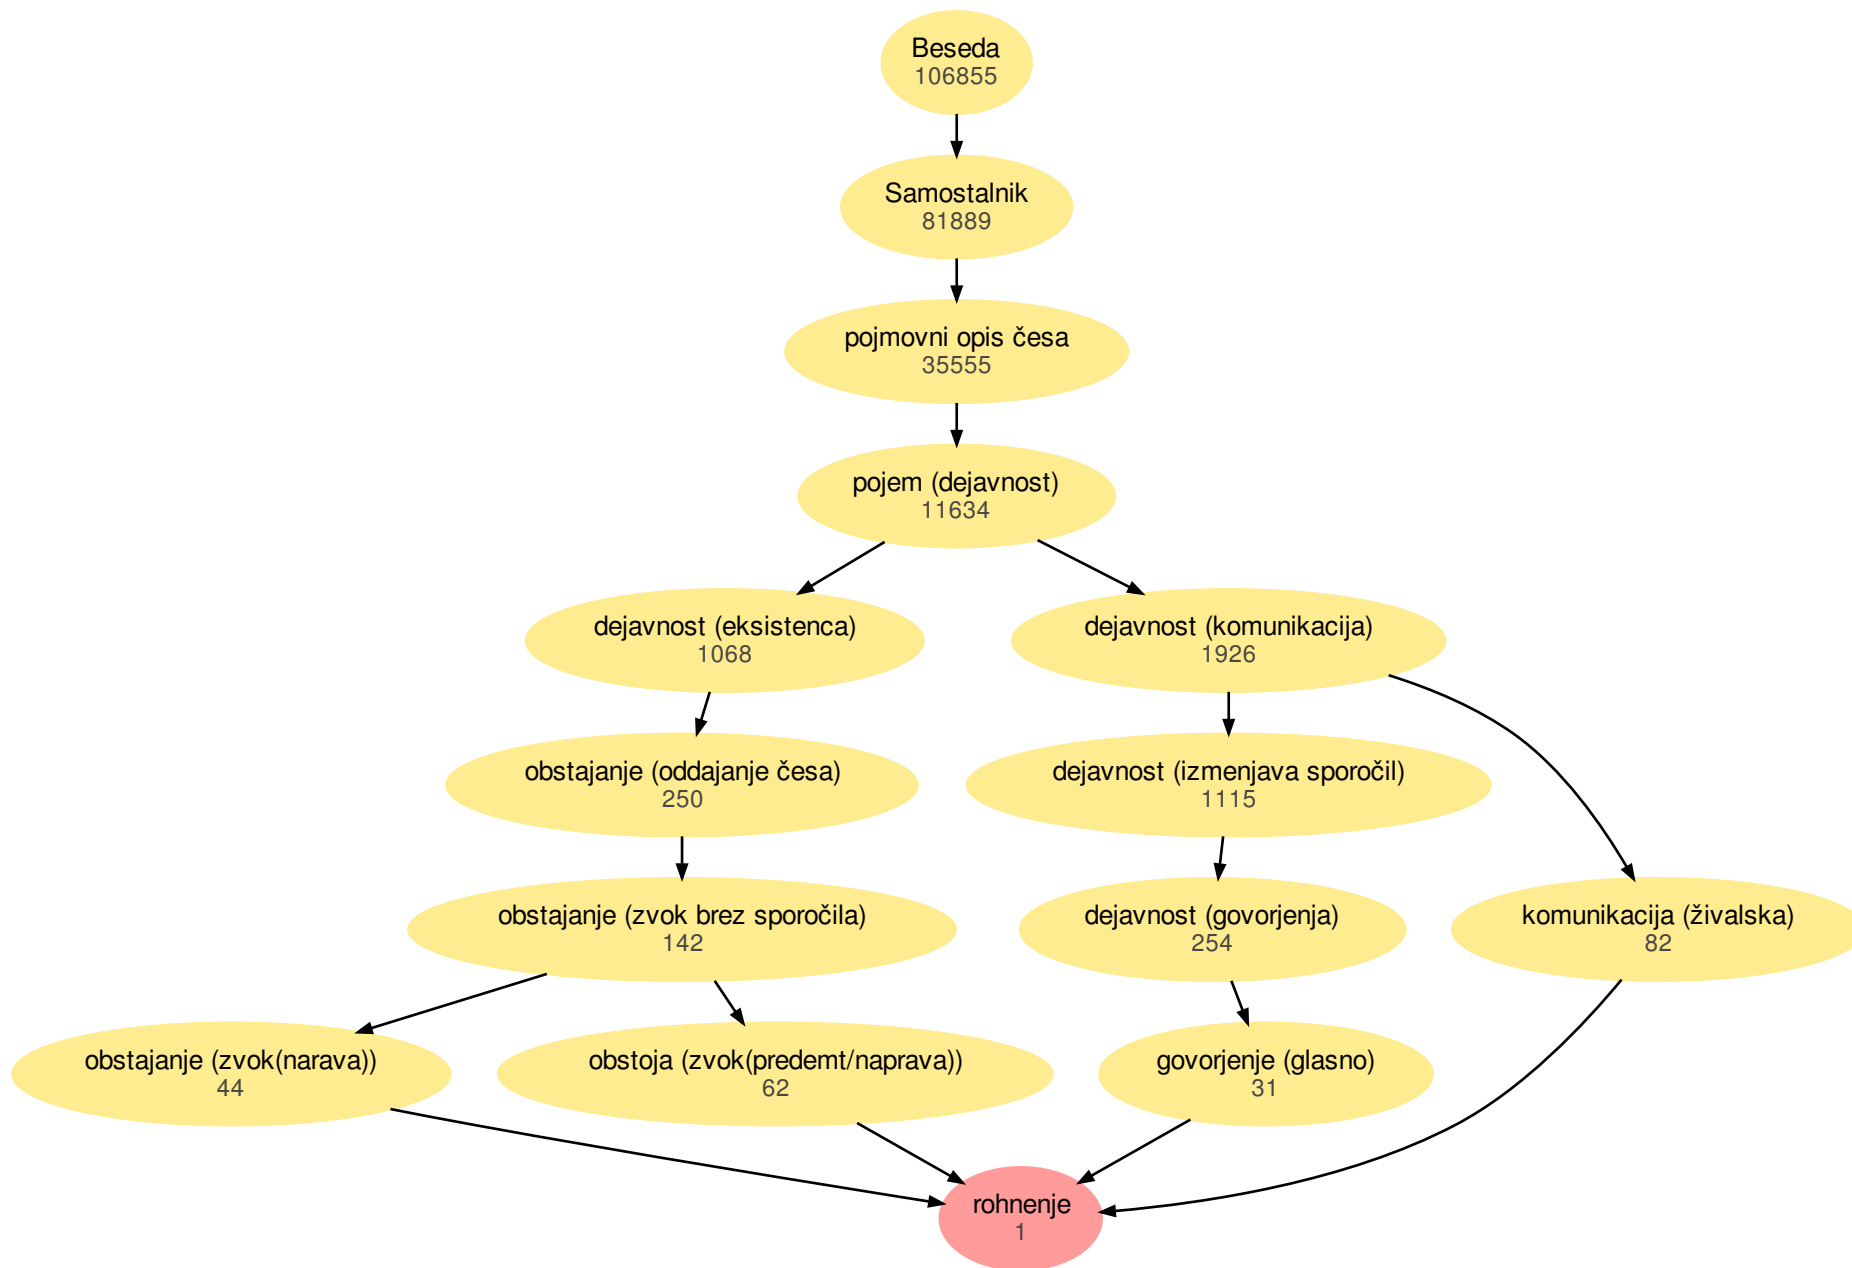 Beseda
106855
Samostalnik
81889
pojmovni opis česa
35555
pojem (dejavnost)
11634
dejavnost (eksistenca)
1068
dejavnost (komunikacija)
1926
obstajanje (oddajanje česa)
250
dejavnost (izmenjava sporočil)
1115
obstajanje (zvok brez sporočila)
142
dejavnost (govorjenja)
254
komunikacija (živalska)
82
obstajanje (zvok(narava))
44
obstoja (zvok(predemt/naprava))
62
govorjenje (glasno)
31
rohnenje
1